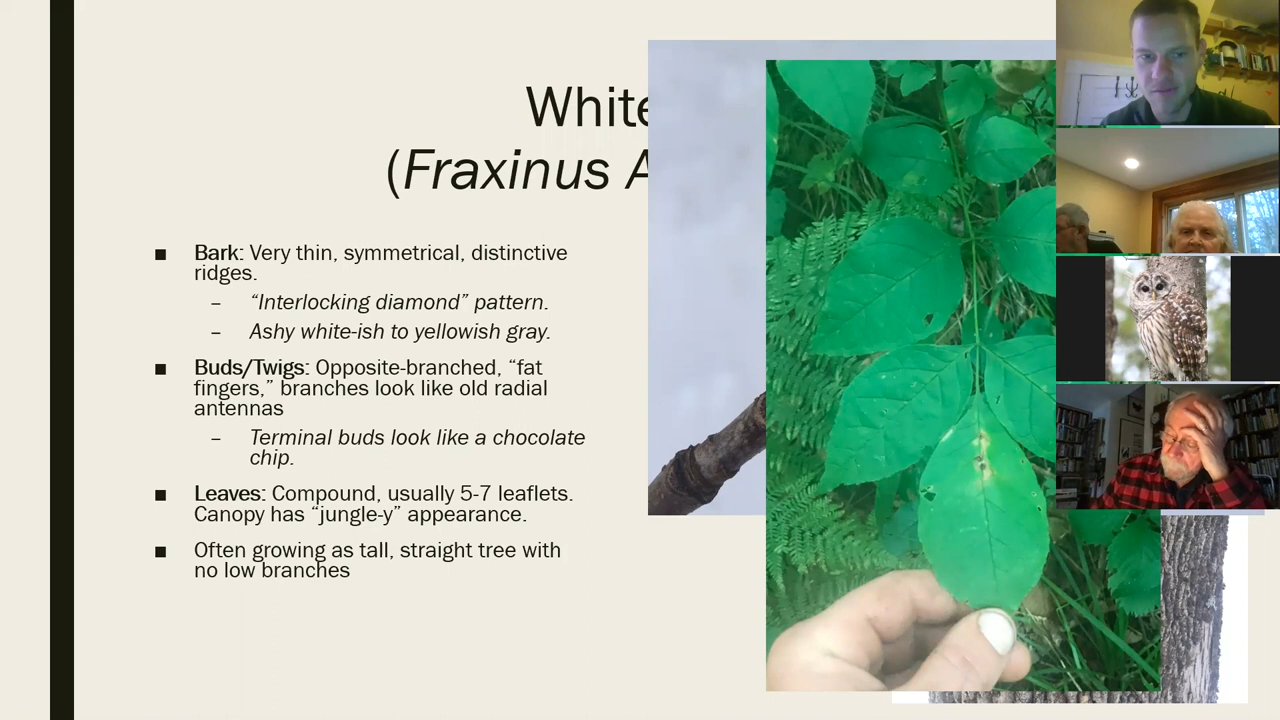 White
(Fraxinus A
■ Bark: Very thin, symmetrical, distinctive
ridges.
– “Interlocking diamond” pattern.
– Ashy white-ish to yellowish gray.
■ Buds/Twigs: Opposite-branched, “fat
fingers,” branches look like old radial
antennas
– Terminal buds look like a chocolate
chip.
■ Leaves: Compound, usually 5-7 leaflets.
Canopy has “jungle-y” appearance.
■ Often growing as tall, straight tree with
no low branches